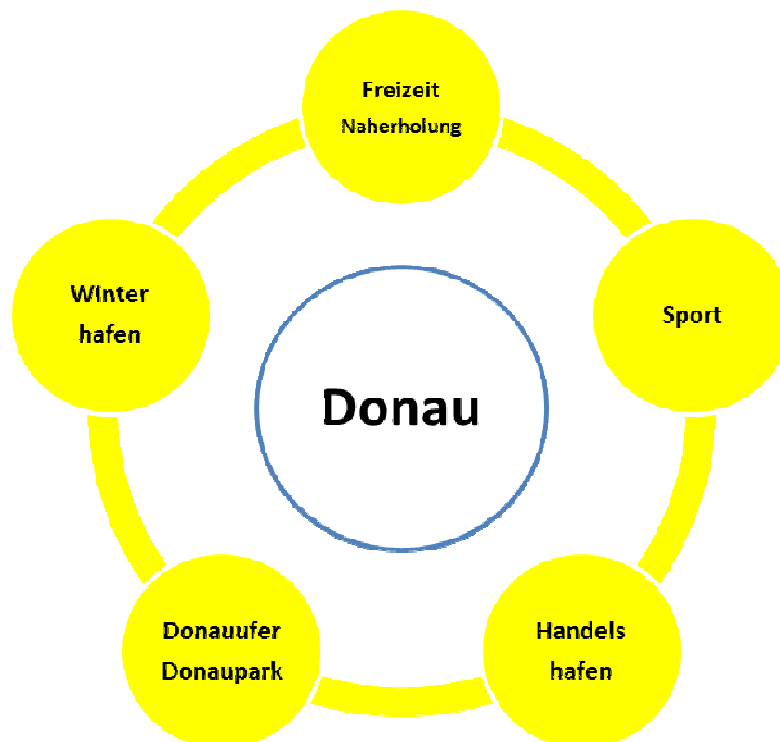 Freizeit
Naherholung
Winter
hafen
Sport
Donau
Donauufer
Donaupark
Handels
hafen